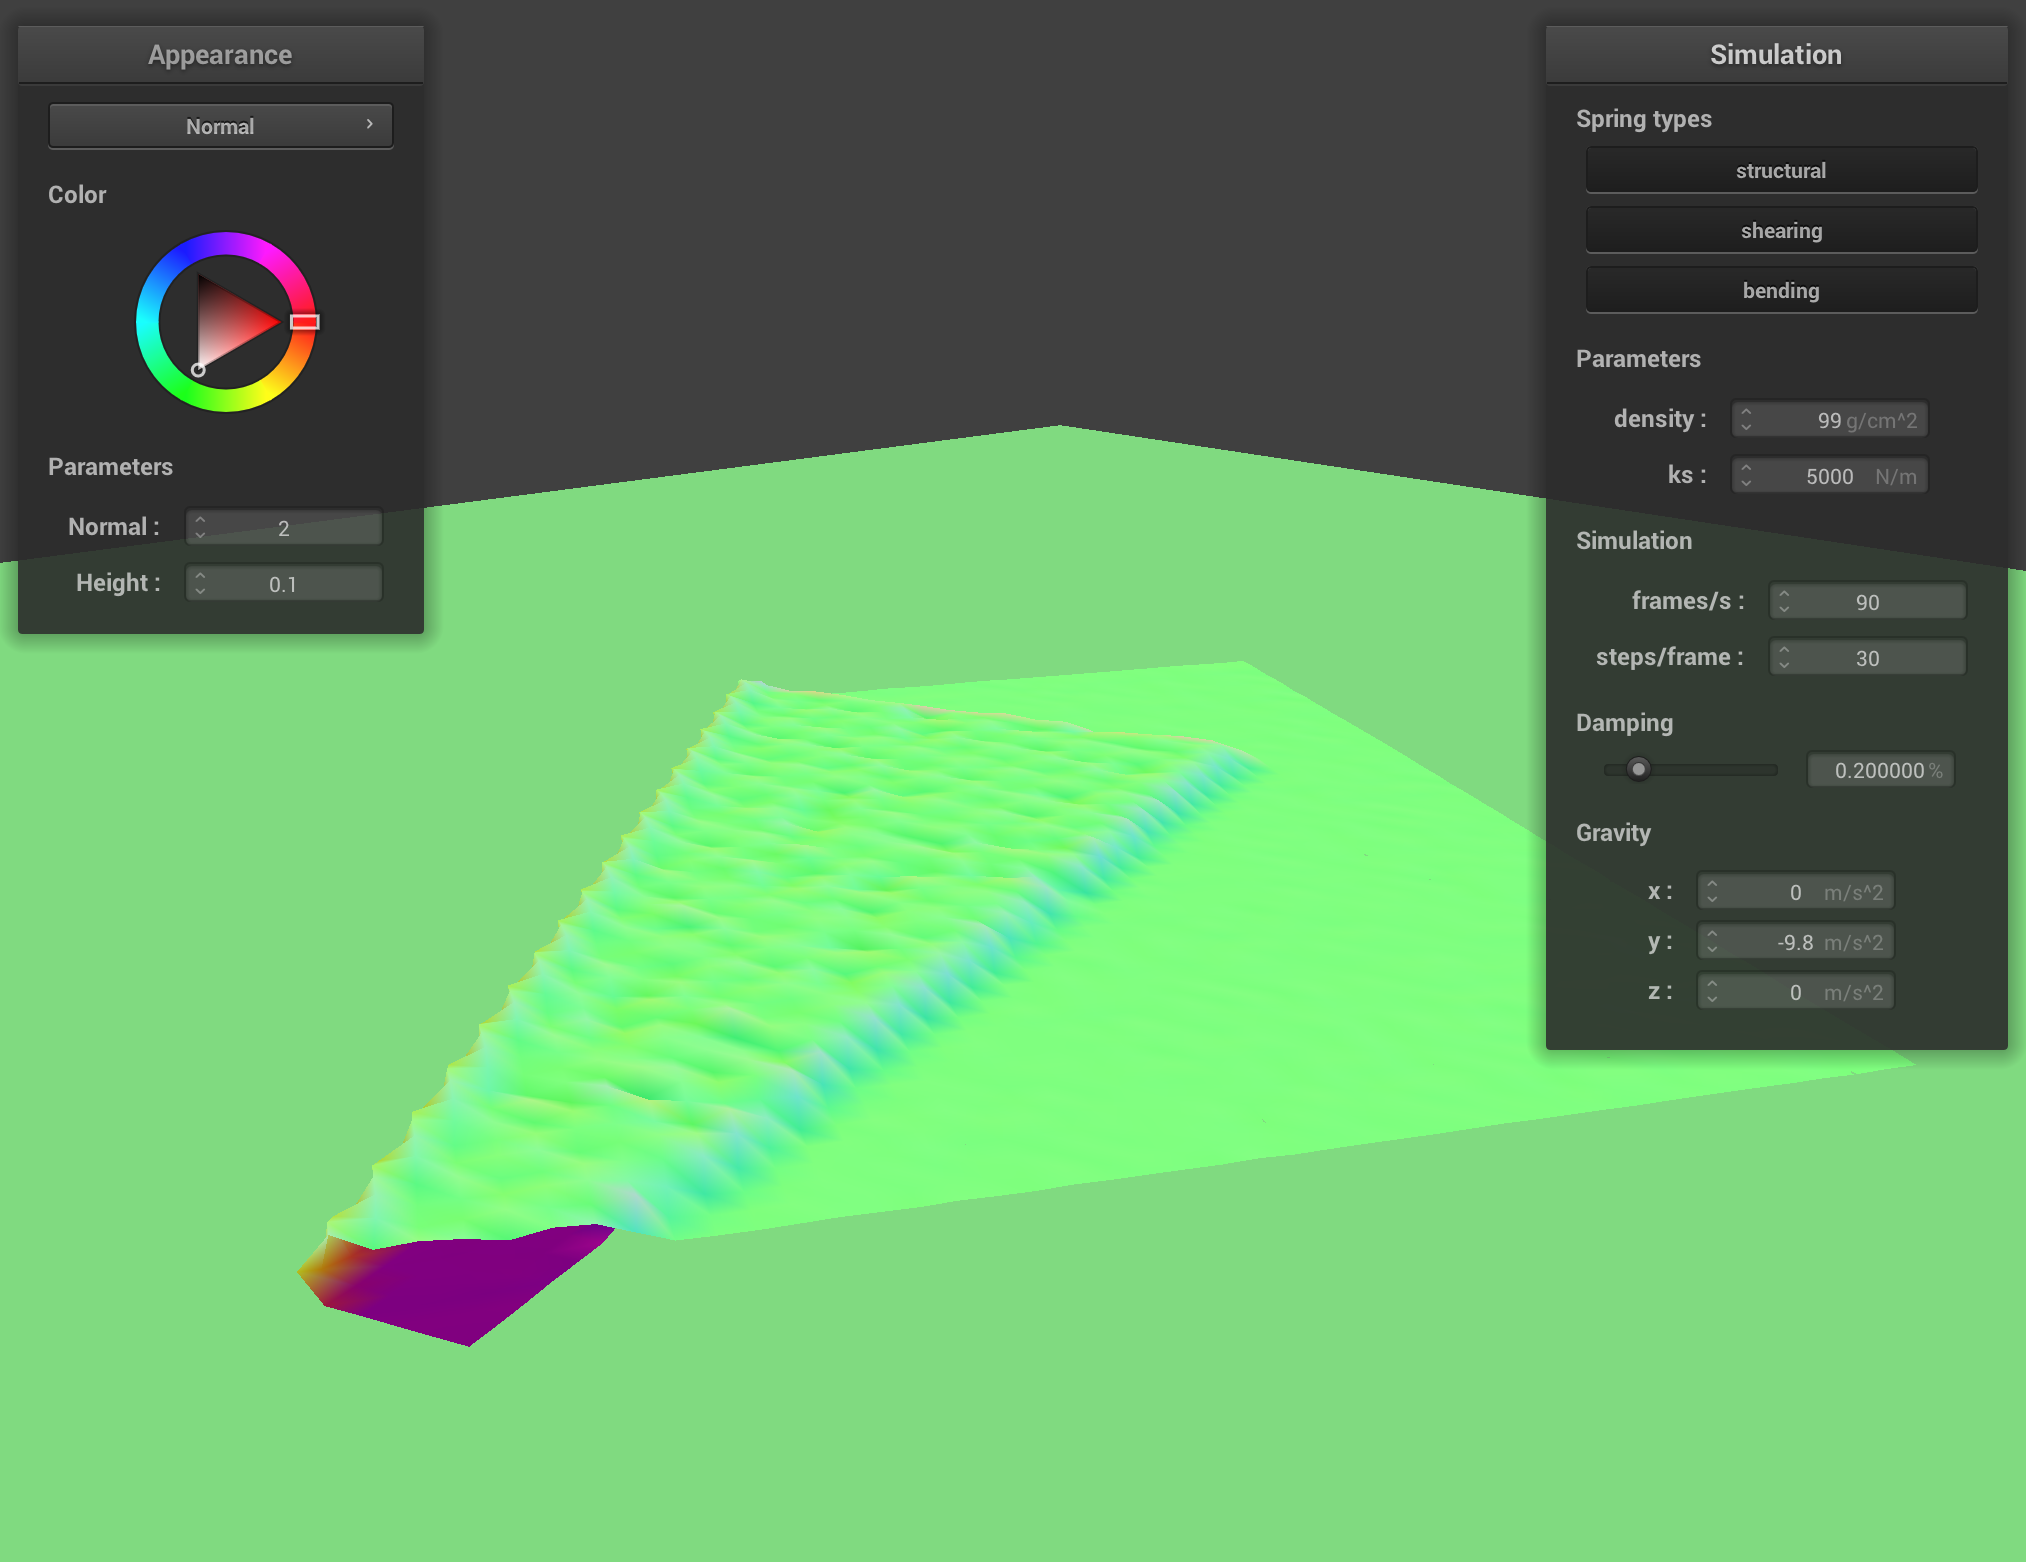 Appearance
Normal
Color
Parameters
Normal : 2
Height : 0.1
Simulation
Spring types
structural
shearing
bending
Parameters
density : 99 g/cm^2
ks : 5000 N/m
Simulation
frames/s : 90
steps/frame : 30
Damping
0.200000 %
Gravity
x : 0 m/s^2
y : -9.8 m/s^2
z : 0 m/s^2